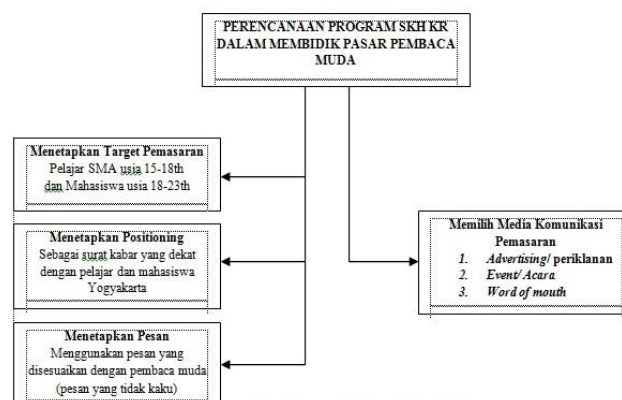 PERENCANAAN PROGRAM SKH KR
DALAM MEMBIDIK PASAR PEMBACA
MUDA
Menetapkan Target Pemasaran
Pelajar SMA usia 15-18th
dan Mahasiswa usia 18-23th
Menetapkan Positioning
Sebagai surat kabar yang dekat
dengan pelajar dan mahasiswa
Yogyakarta
Menetapkan Pesan
Menggunakan pesan yang
disesuaikan dengan pembaca muda
(pesan yang tidak kaku)
Memilih Media Komunikasi
Pemasaran
1. Advertising/ periklanan
2. Event/ Acara
3. Word of mouth